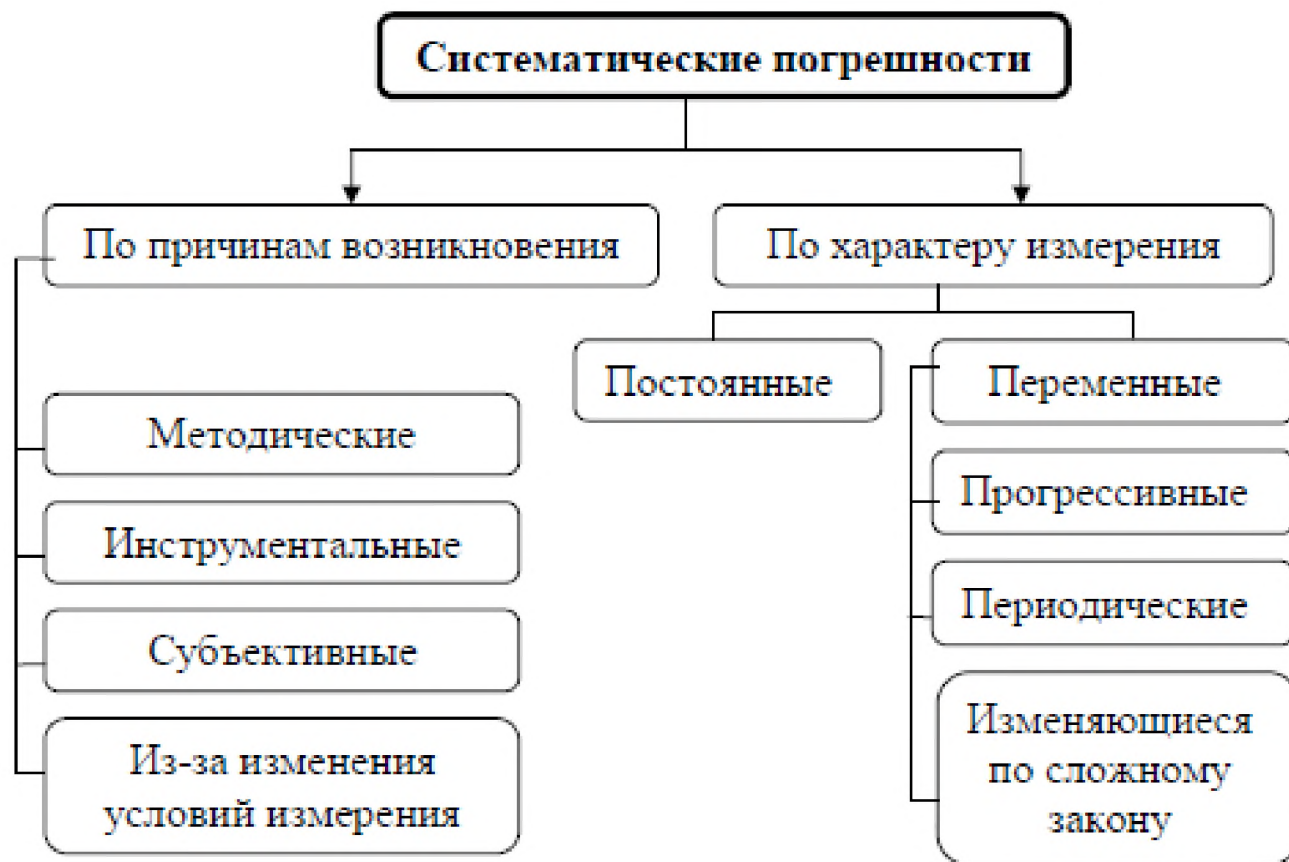 Систематические погрешности
По причинам возникновения
По характеру измерения
Методические
Инструментальные
Субъективные
Из-за изменения
условий измерения
Постоянные
Переменные
Прогрессивные
Периодические
Изменяющиеся
по сложному
закону